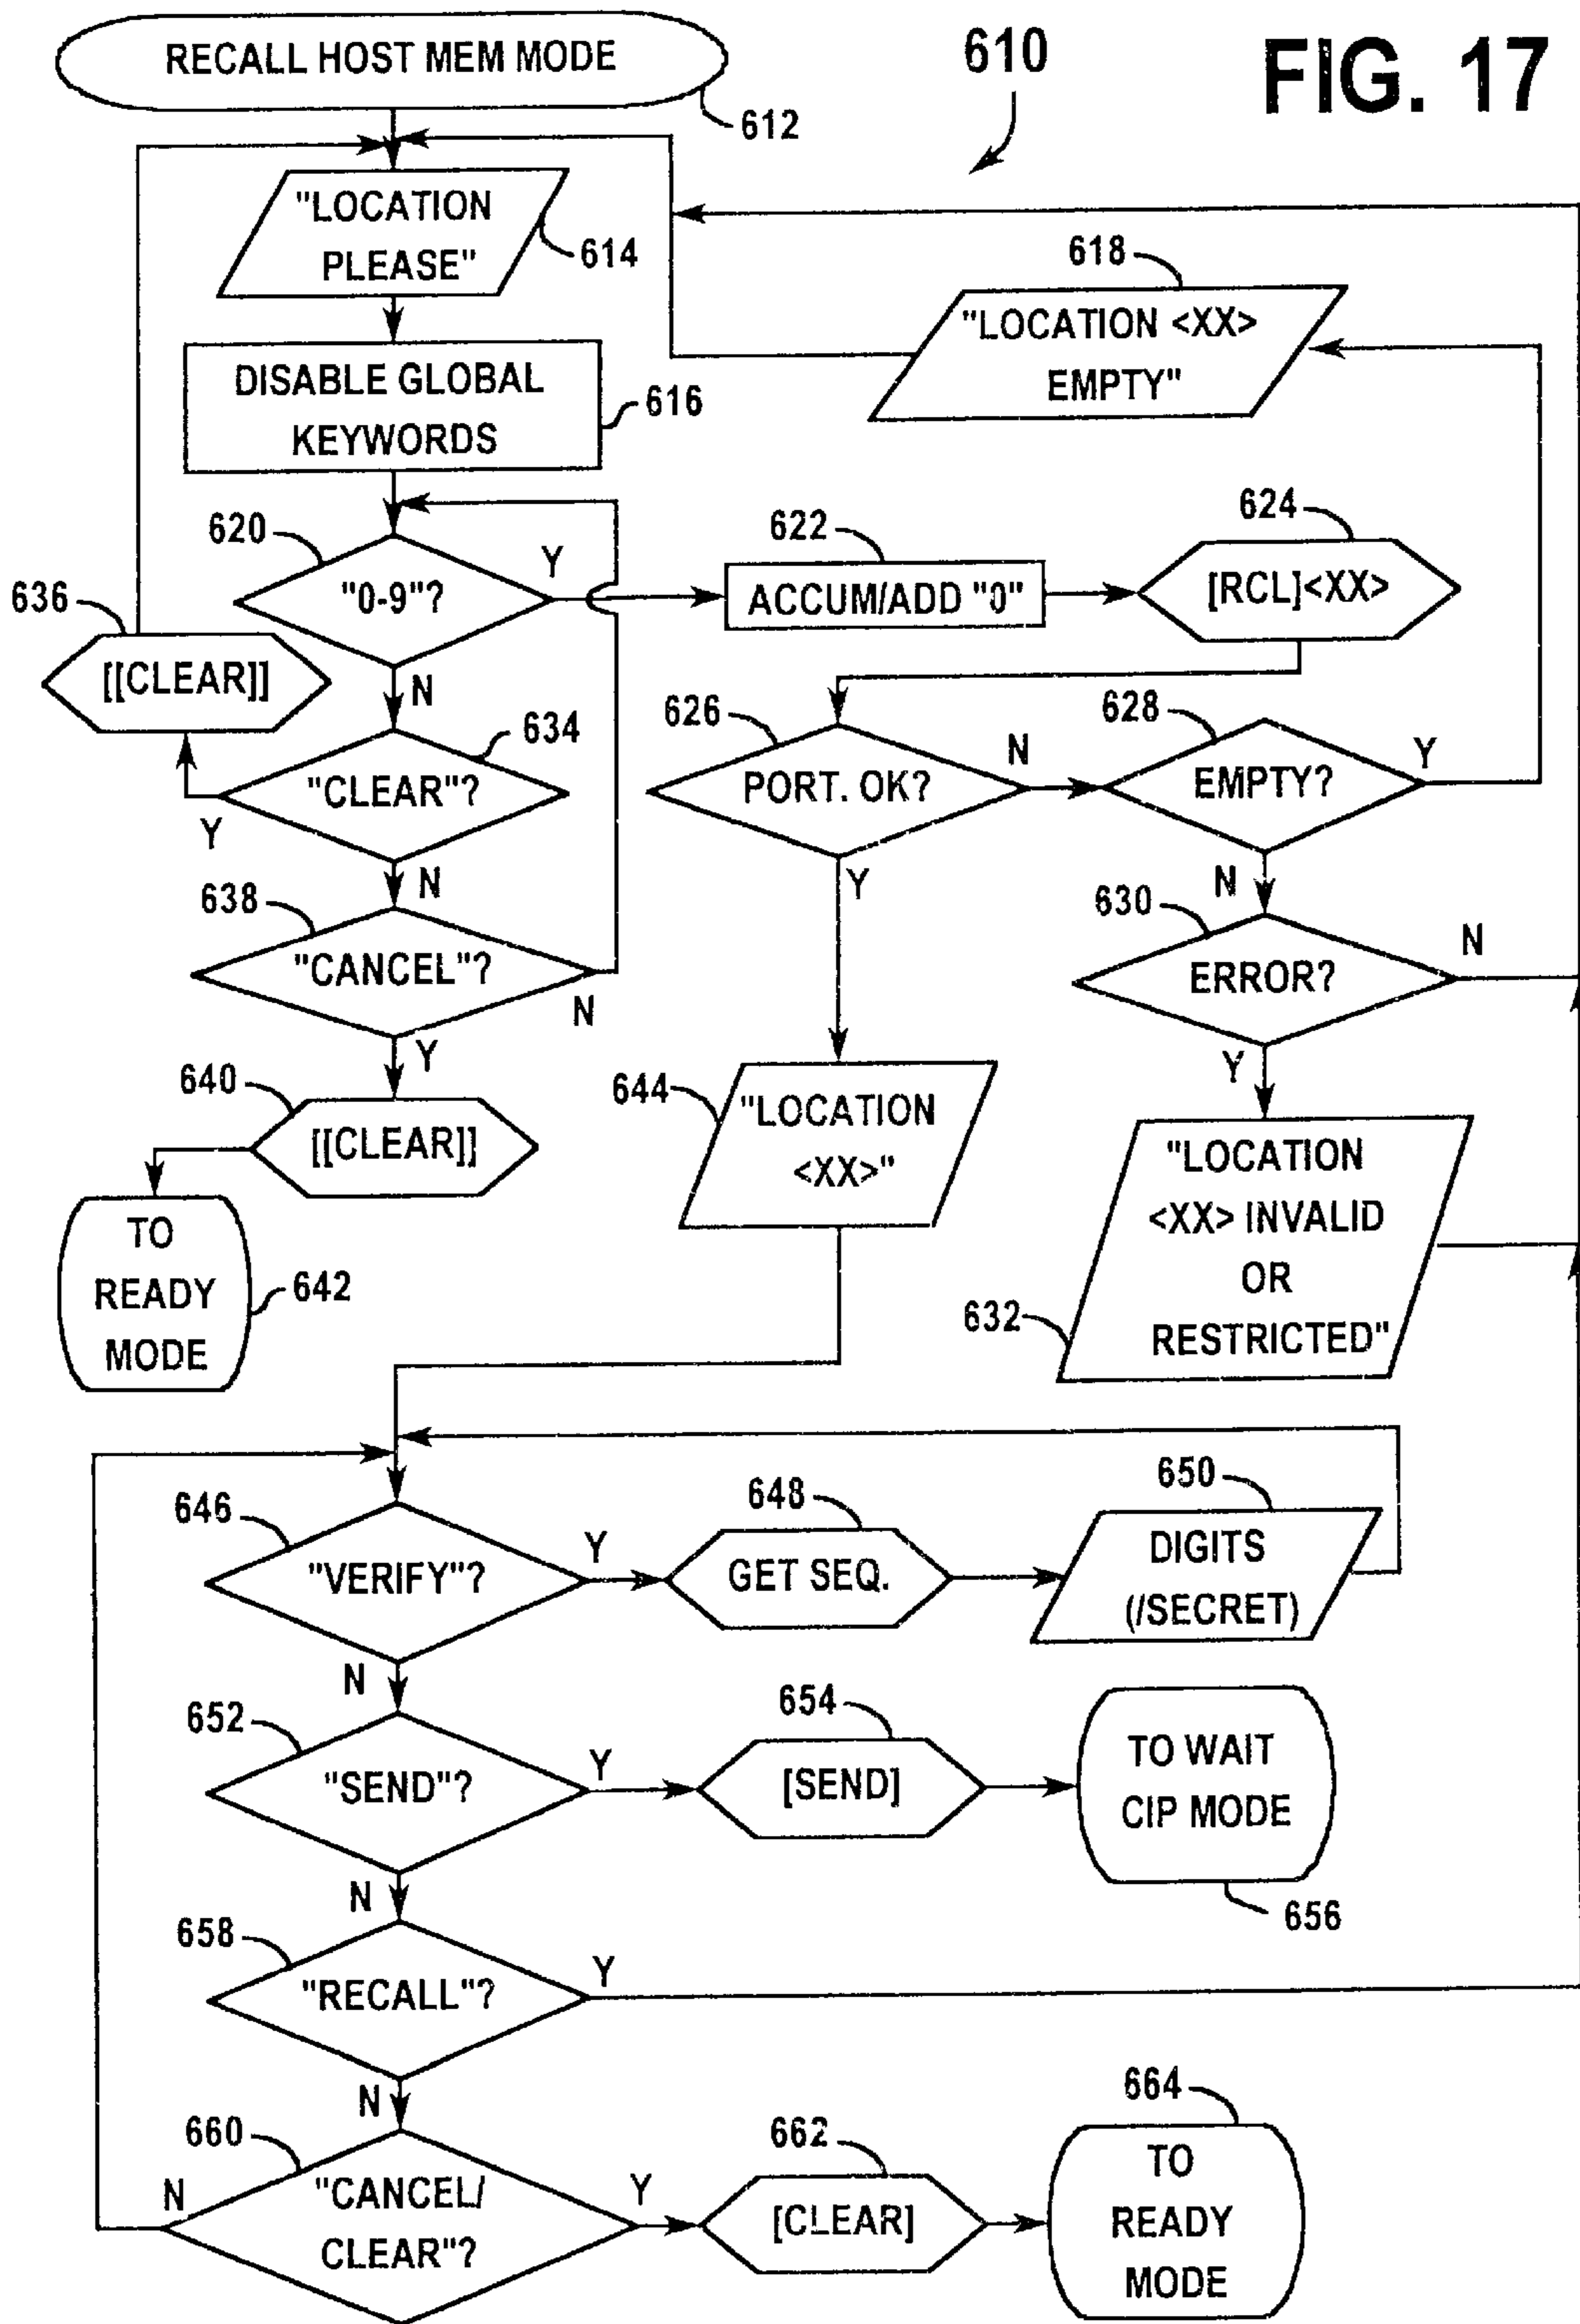 FIG. 17
610
RECALL HOST MEM MODE
612
"LOCATION
PLEASE"
614
618
"LOCATION <XX>
EMPTY"
DISABLE GLOBAL
KEYWORDS
616
620
"0-9"?
Y
N
622
ACCUM/ADD "0"
624
[RCL]<XX>
636
[[CLEAR]]
634
"CLEAR"?
Y
N
626
PORT. OK?
N
Y
628
EMPTY?
Y
N
638
"CANCEL"?
N
Y
630
ERROR?
N
Y
640
[[CLEAR]]
644
"LOCATION
<XX>"
"LOCATION
<XX> INVALID
OR
RESTRICTED"
632
TO
READY
MODE
642
646
"VERIFY"?
Y
N
648
GET SEQ.
650
DIGITS
(/SECRET)
652
"SEND"?
Y
N
654
[SEND]
TO WAIT
CIP MODE
656
658
"RECALL"?
Y
N
660
"CANCEL/
CLEAR"?
N
Y
662
[CLEAR]
664
TO
READY
MODE